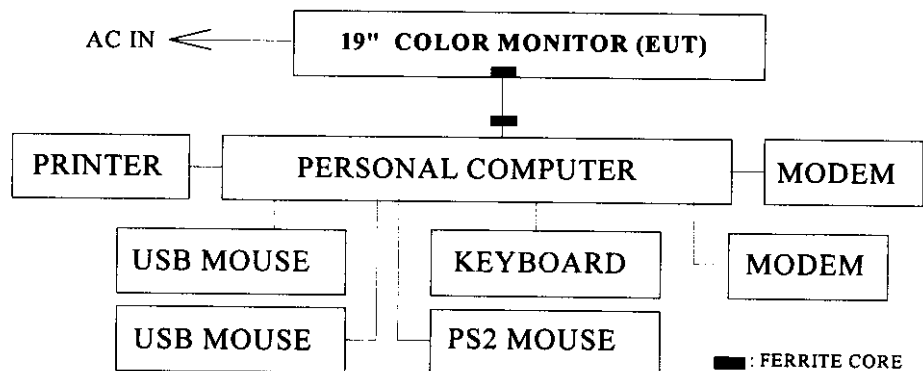 AC IN
19" COLOR MONITOR (EUT)
PRINTER
PERSONAL COMPUTER
MODEM
USB MOUSE
KEYBOARD
MODEM
USB MOUSE
PS2 MOUSE
: FERRITE CORE